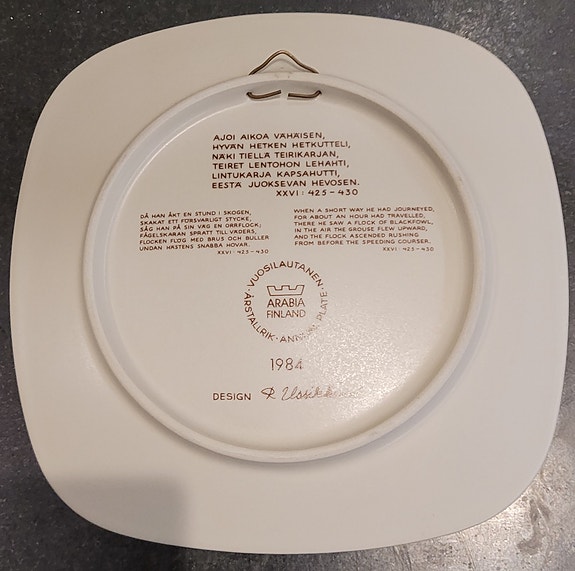 AJOI AIKOA VÄHÄISEN,
HYVÄN HETKEN HETKUTTELI,
NÄKI TIELLÄ TEIRIKARJAN,
TEIRET LENTOHON LEHAHTI,
LINTUKARJA KAPSAHUTTI,
EESTÄ JUOKSEVAN HEVOSEN.
XXVI: 425-430
DÅ HAN ÅKT EN STUND I SKOGEN,
SKAKAT ETT FÖRSVARLIGT STYCKE,
SÅG HAN PÅ SIN VÄG EN ORRFLOCK;
FÅGELSKARAN SPRATT TILL VÄDERS,
FLOCKEN FLÖG MED BRUS OCH BULLER
UNDAN HÄSTENS SNABBA HOVAR.
XXVI: 425-430
WHEN A SHORT WAY HE HAD JOURNEYED,
FOR ABOUT AN HOUR HAD TRAVELLED,
THERE HE SAW A FLOCK OF BLACKFOWL,
IN THE AIR THE GROUSE FLEW UPWARD,
AND THE FLOCK ASCENDED RUSHING
FROM BEFORE THE SPEEDING COURSER.
XXVI: 425-430
·VUOSILAUTANEN·
ARABIA
FINLAND
ÅRSTALLRIK · ANNUAL PLATE·
1984
DESIGN R. Uosikkinen